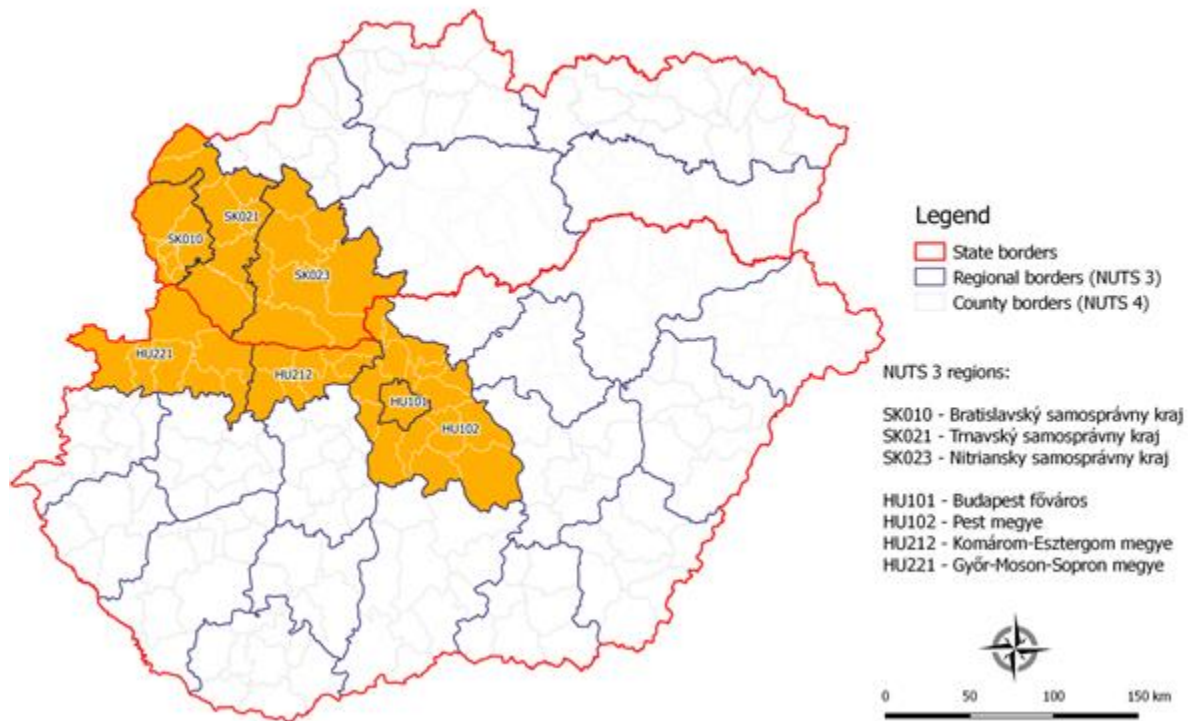 SK021
SK010
SK023
HU221
HU212
HU101
HU102
Legend
State borders
Regional borders (NUTS 3)
County borders (NUTS 4)
NUTS 3 regions:
SK010 - Bratislavský samosprávny kraj
SK021 - Trnavský samosprávny kraj
SK023 - Nitriansky samosprávny kraj
HU101 - Budapest főváros
HU102 - Pest megye
HU212 - Komárom-Esztergom megye
HU221 - Győr-Moson-Sopron megye
0 50 100 150 km